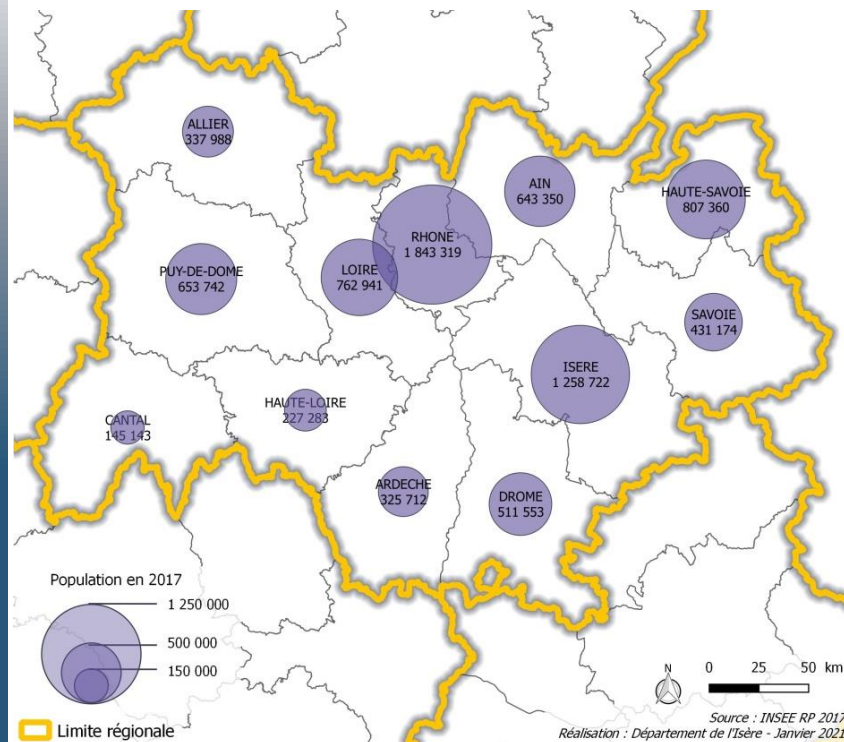 ALLIER
337 988
AIN
643 350
HAUTE-SAVOIE
807 360
RHONE
1 843 319
PUY-DE-DOME
653 742
LOIRE
762 941
SAVOIE
431 174
ISERE
1 258 722
HAUTE-LOIRE
227 283
CANTAL
145 143
ARDECHE
325 712
DROME
511 553
Population en 2017
1 250 000
500 000
150 000
Limite régionale
N
0 25 50 km
Source : INSEE RP 2017
Réalisation : Département de l'Isère - Janvier 2021